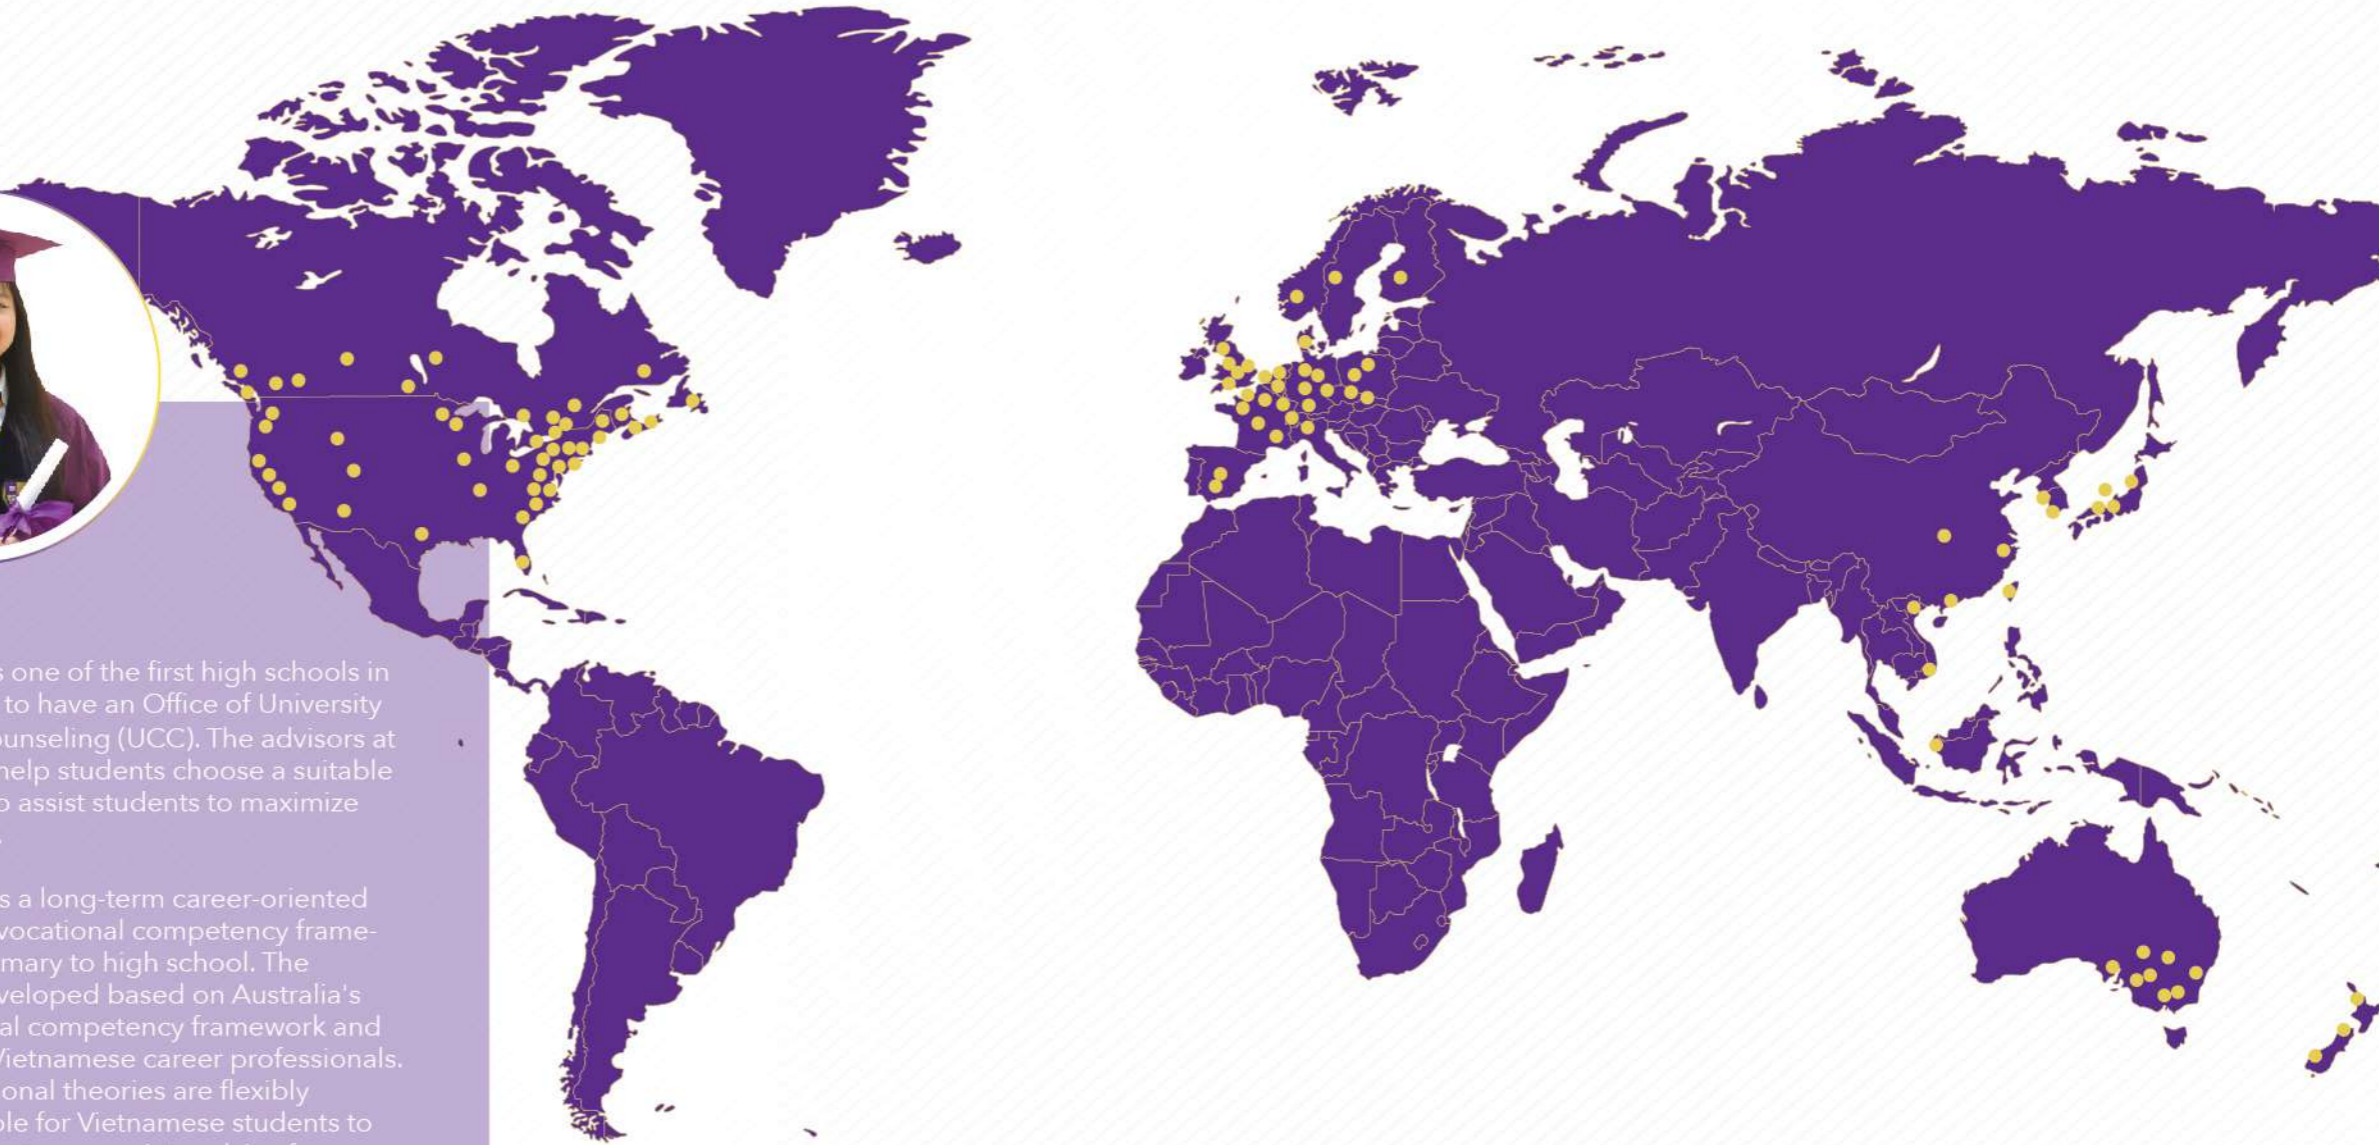 s one of the first high schools in
to have an Office of University
ounseling (UCC). The advisors at
help students choose a suitable
o assist students to maximize
.
s a long-term career-oriented
vocational competency frame-
mary to high school. The
veloped based on Australia's
al competency framework and
Vietnamese career professionals.
onal theories are flexibly
ole for Vietnamese students to